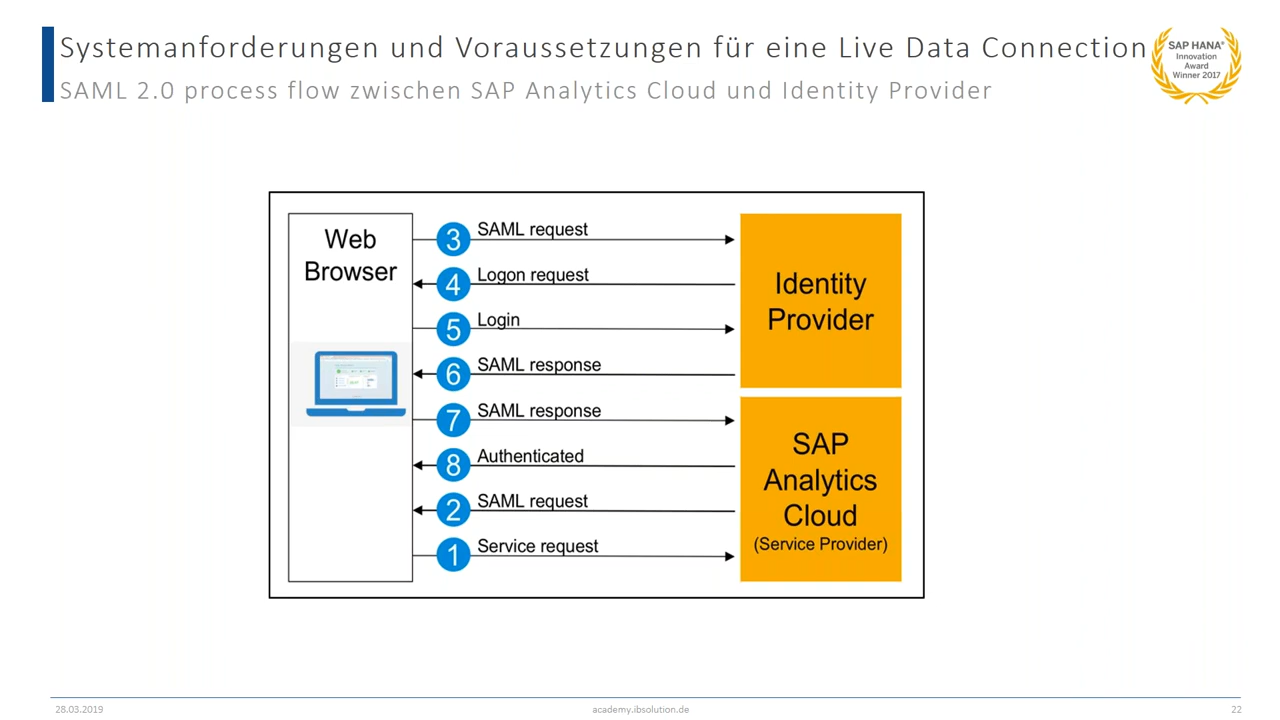 Systemanforderungen und Voraussetzungen für eine Live Data Connection
SAML 2.0 process flow zwischen SAP Analytics Cloud und Identity Provider
SAP HANA®
Innovation
Award
Winner 2017
Web
Browser
3 SAML request
4 Logon request
5 Login
6 SAML response
7 SAML response
8 Authenticated
2 SAML request
1 Service request
Identity
Provider
SAP
Analytics
Cloud
(Service Provider)
28.03.2019
academy.ibsolution.de
22